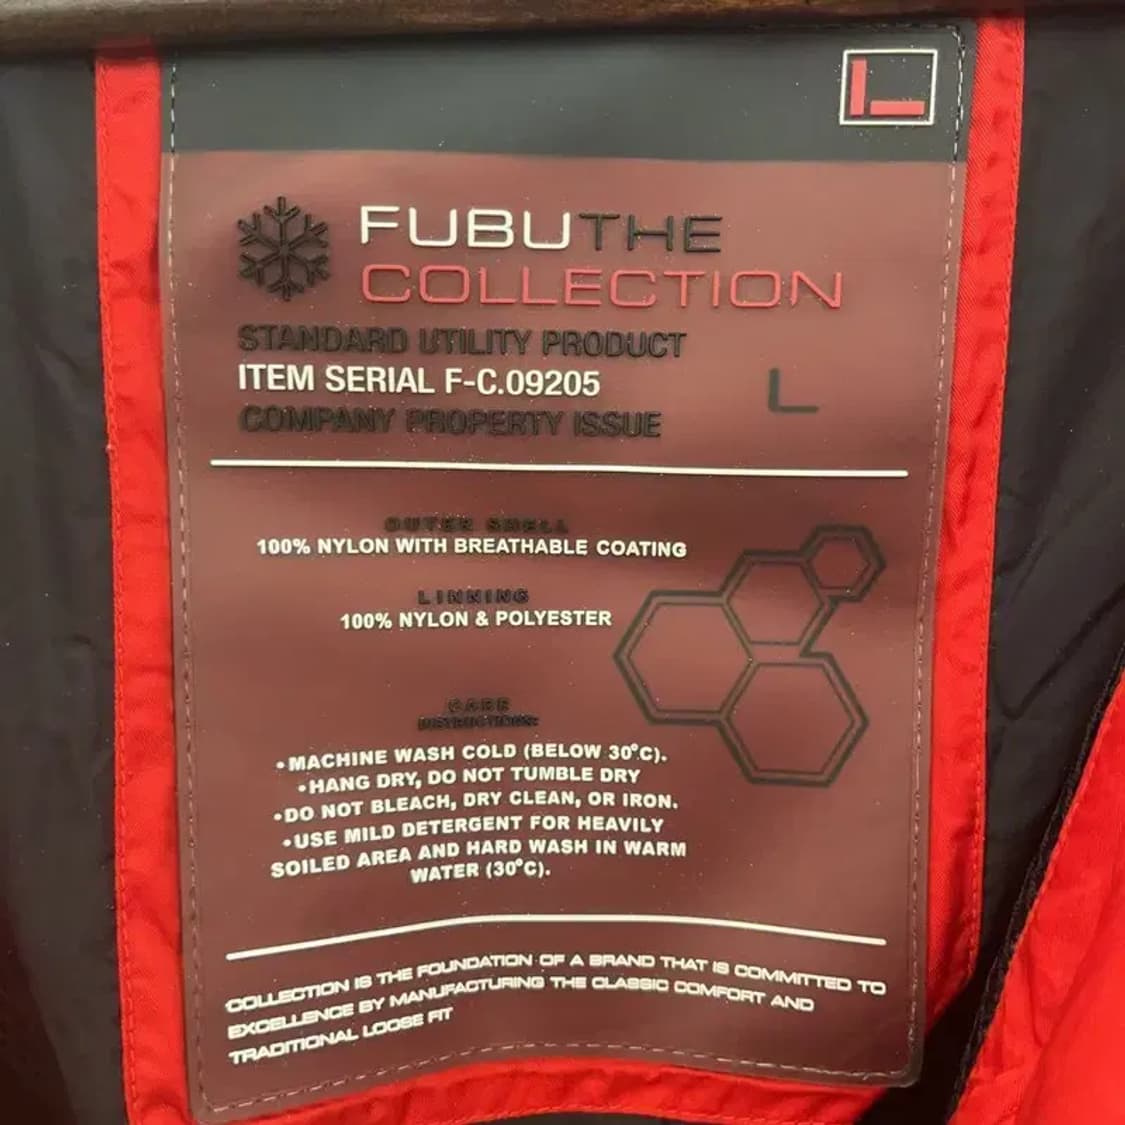 L
FUBU THE
COLLECTION
STANDARD UTILITY PRODUCT
ITEM SERIAL F-C.09205
L
COMPANY PROPERTY ISSUE
OUTER SHELL
100% NYLON WITH BREATHABLE COATING
LINNING
100% NYLON & POLYESTER
CARE
INSTRUCTIONS:
•MACHINE WASH COLD (BELOW 30°C).
•HANG DRY, DO NOT TUMBLE DRY
•DO NOT BLEACH, DRY CLEAN, OR IRON.
•USE MILD DETERGENT FOR HEAVILY
SOILED AREA AND HARD WASH IN WARM
WATER (30°C).
COLLECTION IS THE FOUNDATION OF A BRAND THAT IS COMMITTED TO
EXCELLENCE BY MANUFACTURING THE CLASSIC COMFORT AND
TRADITIONAL LOOSE FIT